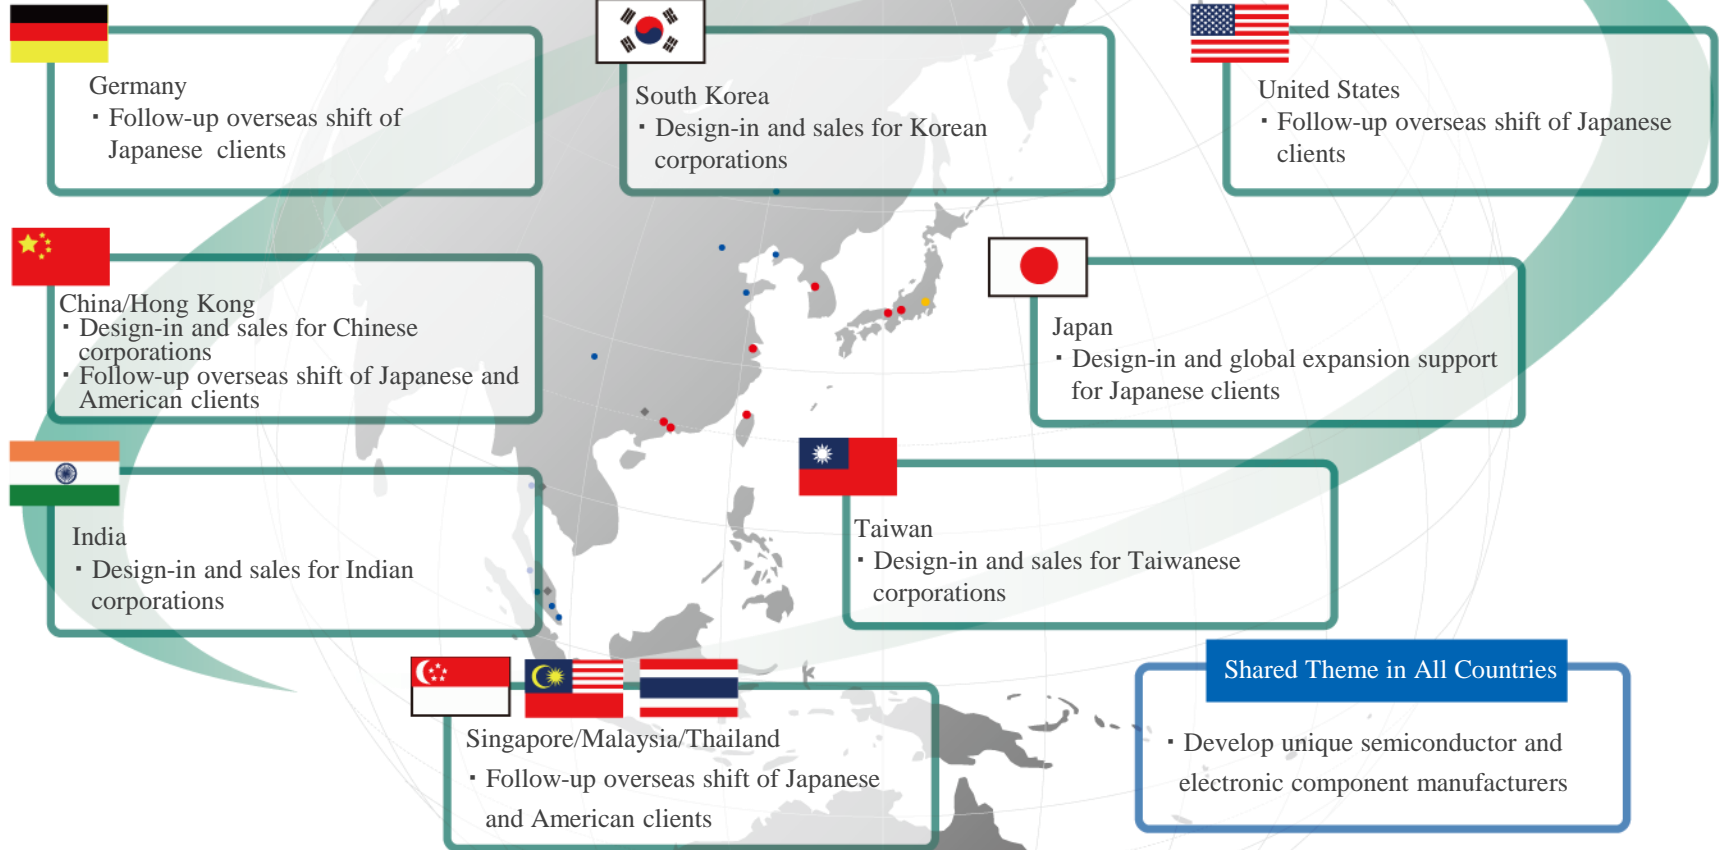 Germany
・Follow-up overseas shift of
Japanese clients
South Korea
・Design-in and sales for Korean
corporations
United States
・Follow-up overseas shift of Japanese
clients
China/Hong Kong
・Design-in and sales for Chinese
corporations
・Follow-up overseas shift of Japanese and
American clients
Japan
・Design-in and global expansion support
for Japanese clients
India
・Design-in and sales for Indian
corporations
Taiwan
・Design-in and sales for Taiwanese
corporations
Singapore/Malaysia/Thailand
・Follow-up overseas shift of Japanese
and American clients
Shared Theme in All Countries
・Develop unique semiconductor and
electronic component manufacturers